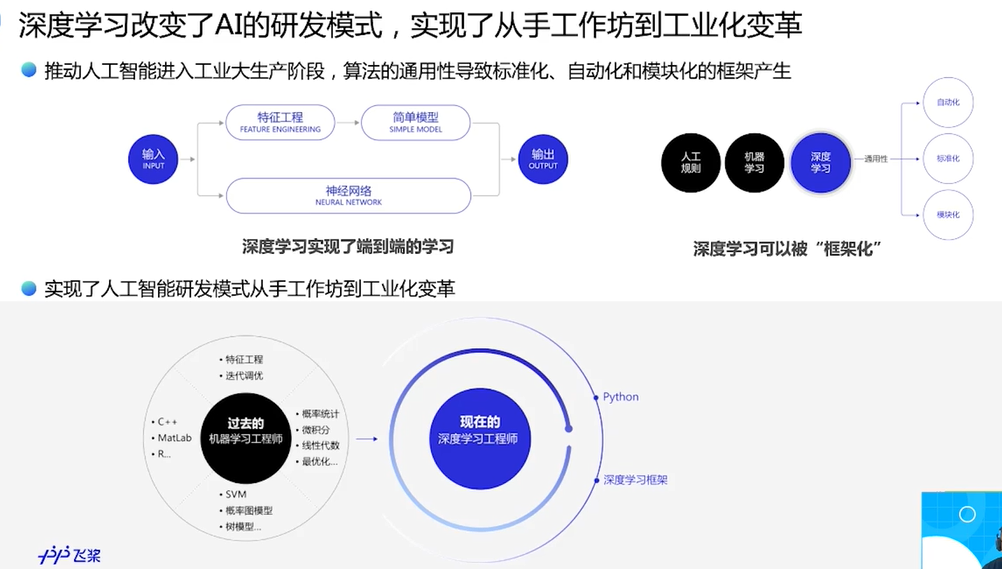 深度学习改变了AI的研发模式，实现了从手工作坊到工业化变革
推动人工智能进入工业大生产阶段，算法的通用性导致标准化、自动化和模块化的框架产生
输入
INPUT
特征工程
FEATURE ENGINEERING
简单模型
SIMPLE MODEL
神经网络
NEURAL NETWORK
输出
OUTPUT
深度学习实现了端到端的学习
人工
规则
机器
学习
深度
学习
通用性
自动化
标准化
模块化
深度学习可以被“框架化”
实现了人工智能研发模式从手工作坊到工业化变革
• 特征工程
• 迭代调优
• C++
• MatLab
• R...
过去的
机器学习工程师
• 概率统计
• 微积分
• 线性代数
• 最优化...
• SVM
• 概率图模型
• 树模型...
现在的
深度学习工程师
Python
深度学习框架
飞桨